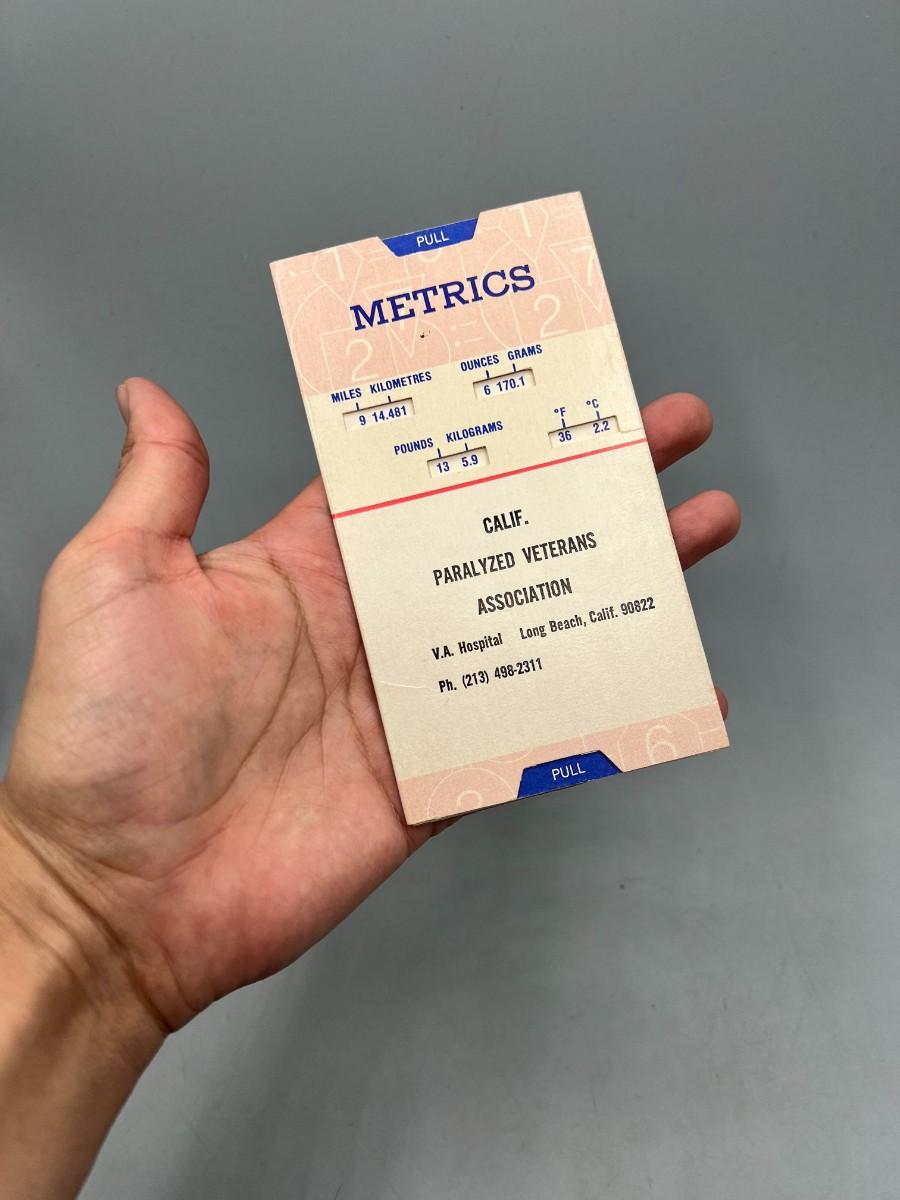 PULL
METRICS
MILES KILOMETRES
9 14.481
OUNCES GRAMS
6 170.1
POUNDS KILOGRAMS
13 5.9
°F °C
36 2.2
CALIF.
PARALYZED VETERANS
ASSOCIATION
V.A. Hospital Long Beach, Calif. 90822
Ph. (213) 498-2311
PULL